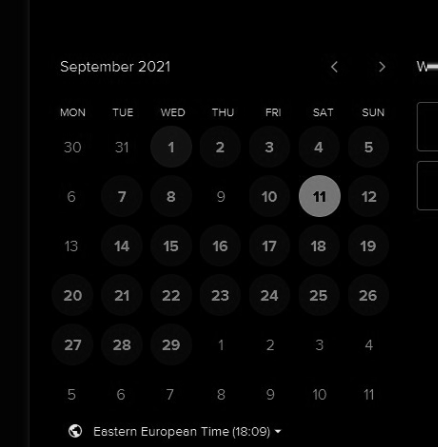 September 2021
W
MON TUE WED THU FRI SAT SUN
30 31 1 2 3 4 5
6 7 8 9 10 11 12
13 14 15 16 17 18 19
20 21 22 23 24 25 26
27 28 29 1 2 3 4
5 6 7 8 9 10 11
Eastern European Time (18:09)